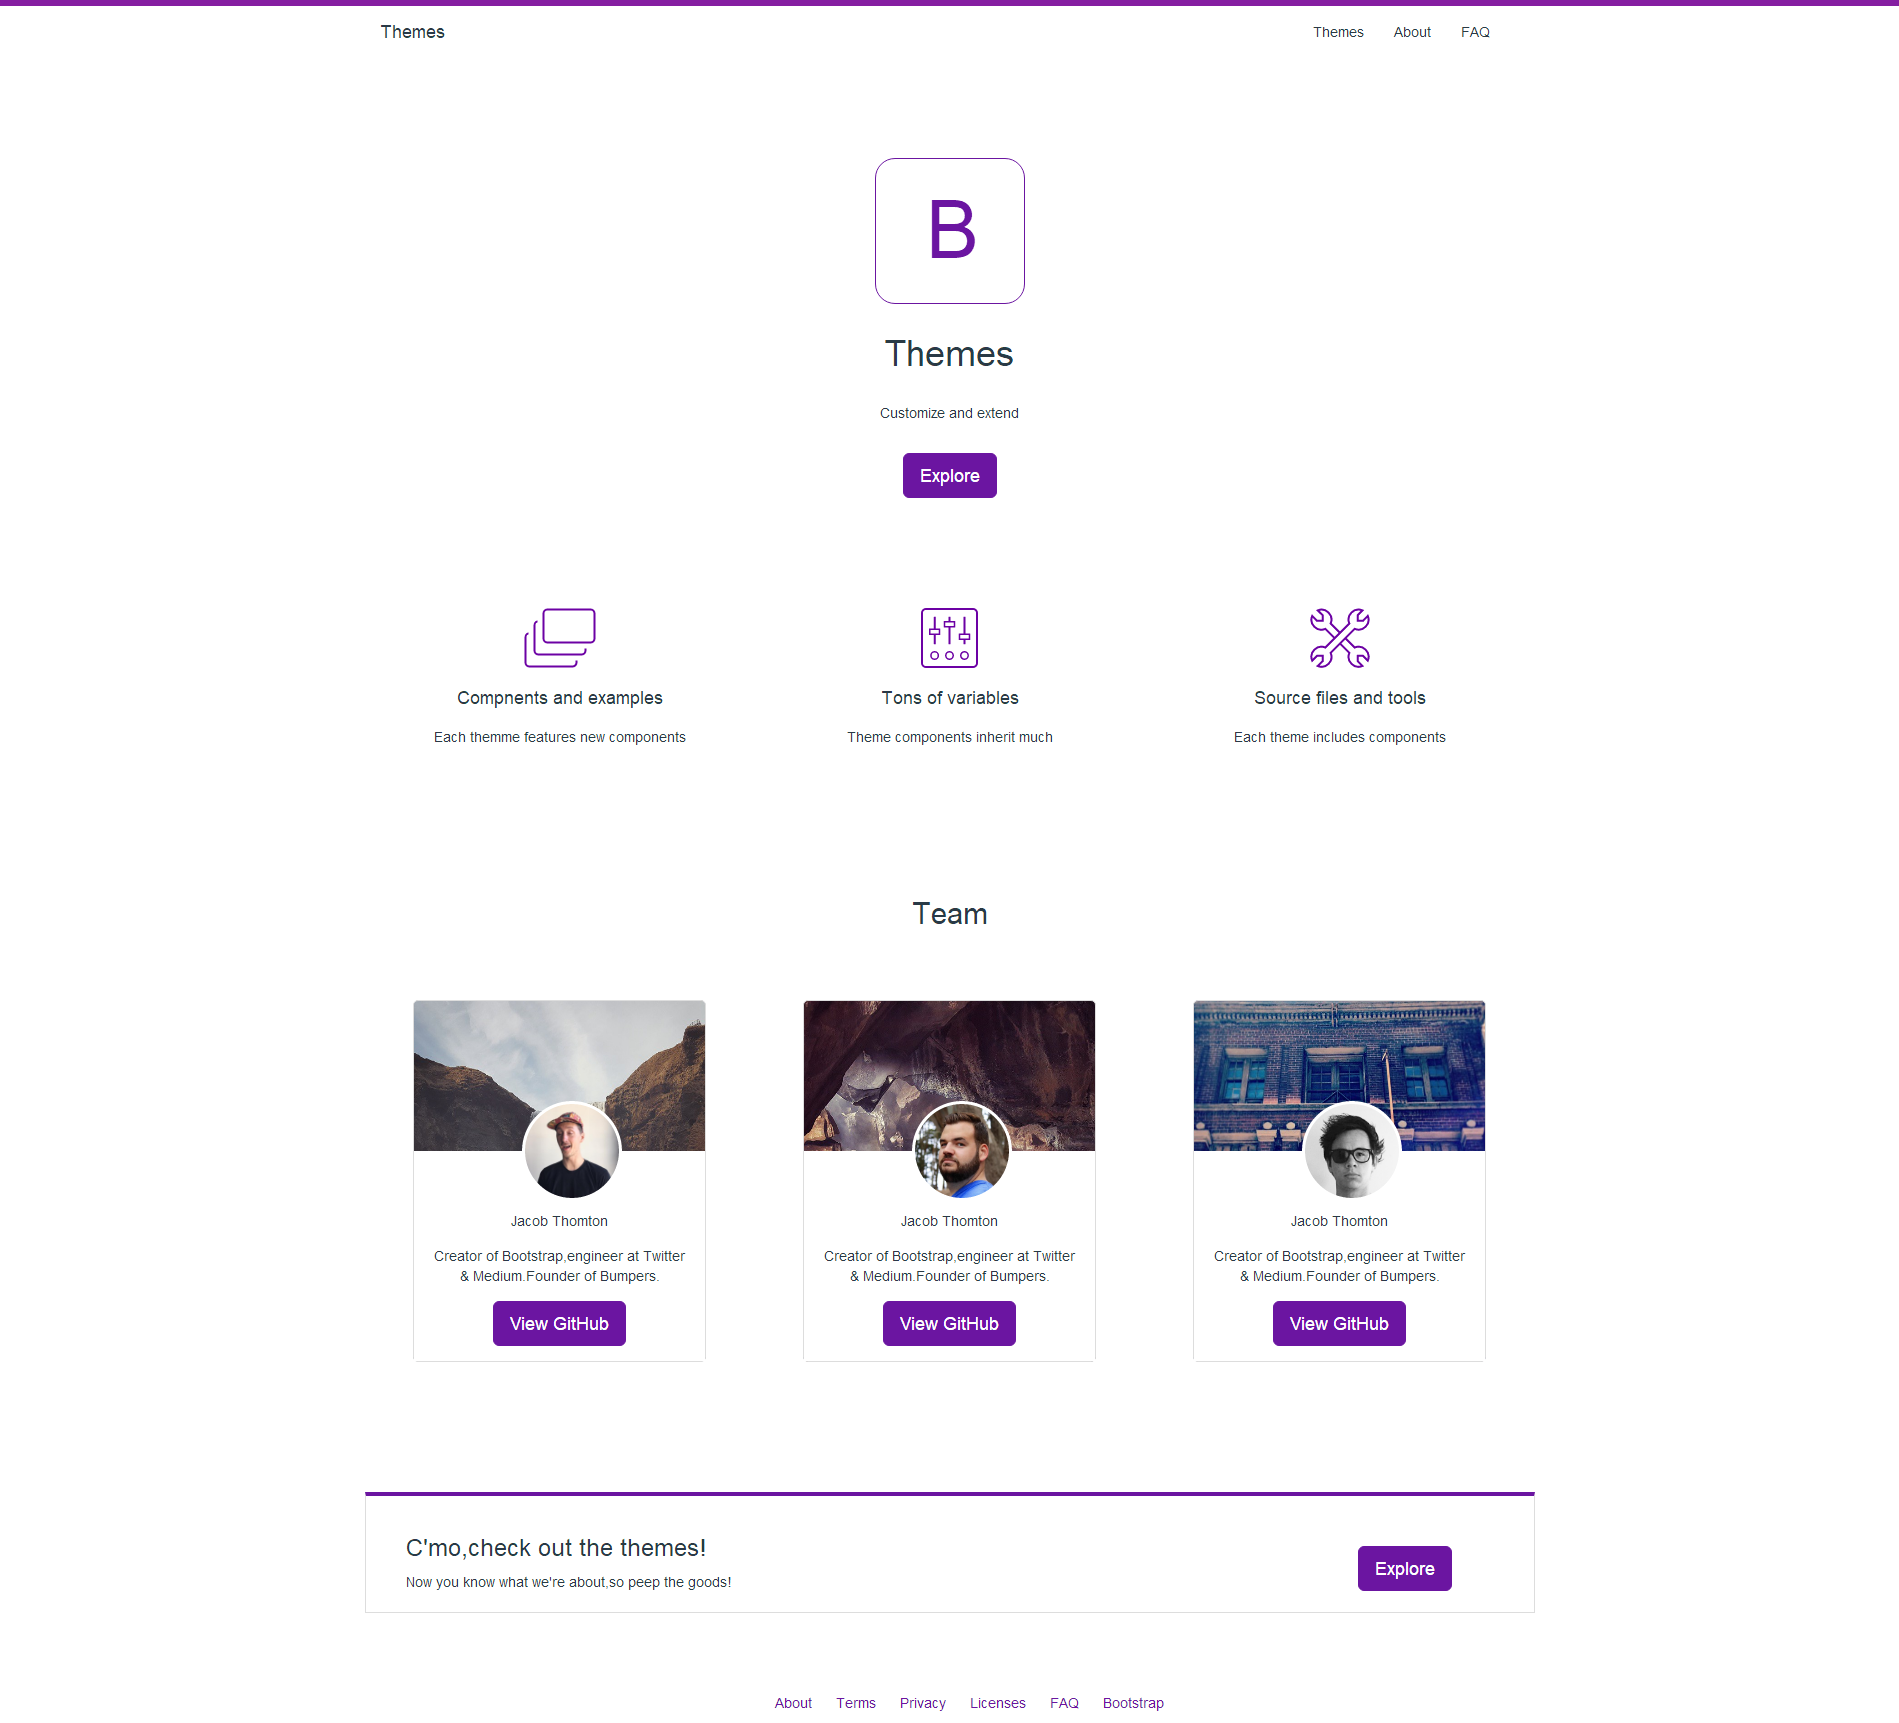 Themes
Themes About FAQ
B
Themes
Customize and extend
Explore
Compnents and examples
Each themme features new components
Tons of variables
Theme components inherit much
Source files and tools
Each theme includes components
Team
Jacob Thomton
Creator of Bootstrap,engineer at Twitter
& Medium.Founder of Bumpers.
View GitHub
Jacob Thomton
Creator of Bootstrap,engineer at Twitter
& Medium.Founder of Bumpers.
View GitHub
Jacob Thomton
Creator of Bootstrap,engineer at Twitter
& Medium.Founder of Bumpers.
View GitHub
C'mo,check out the themes!
Now you know what we're about,so peep the goods!
Explore
About Terms Privacy Licenses FAQ Bootstrap